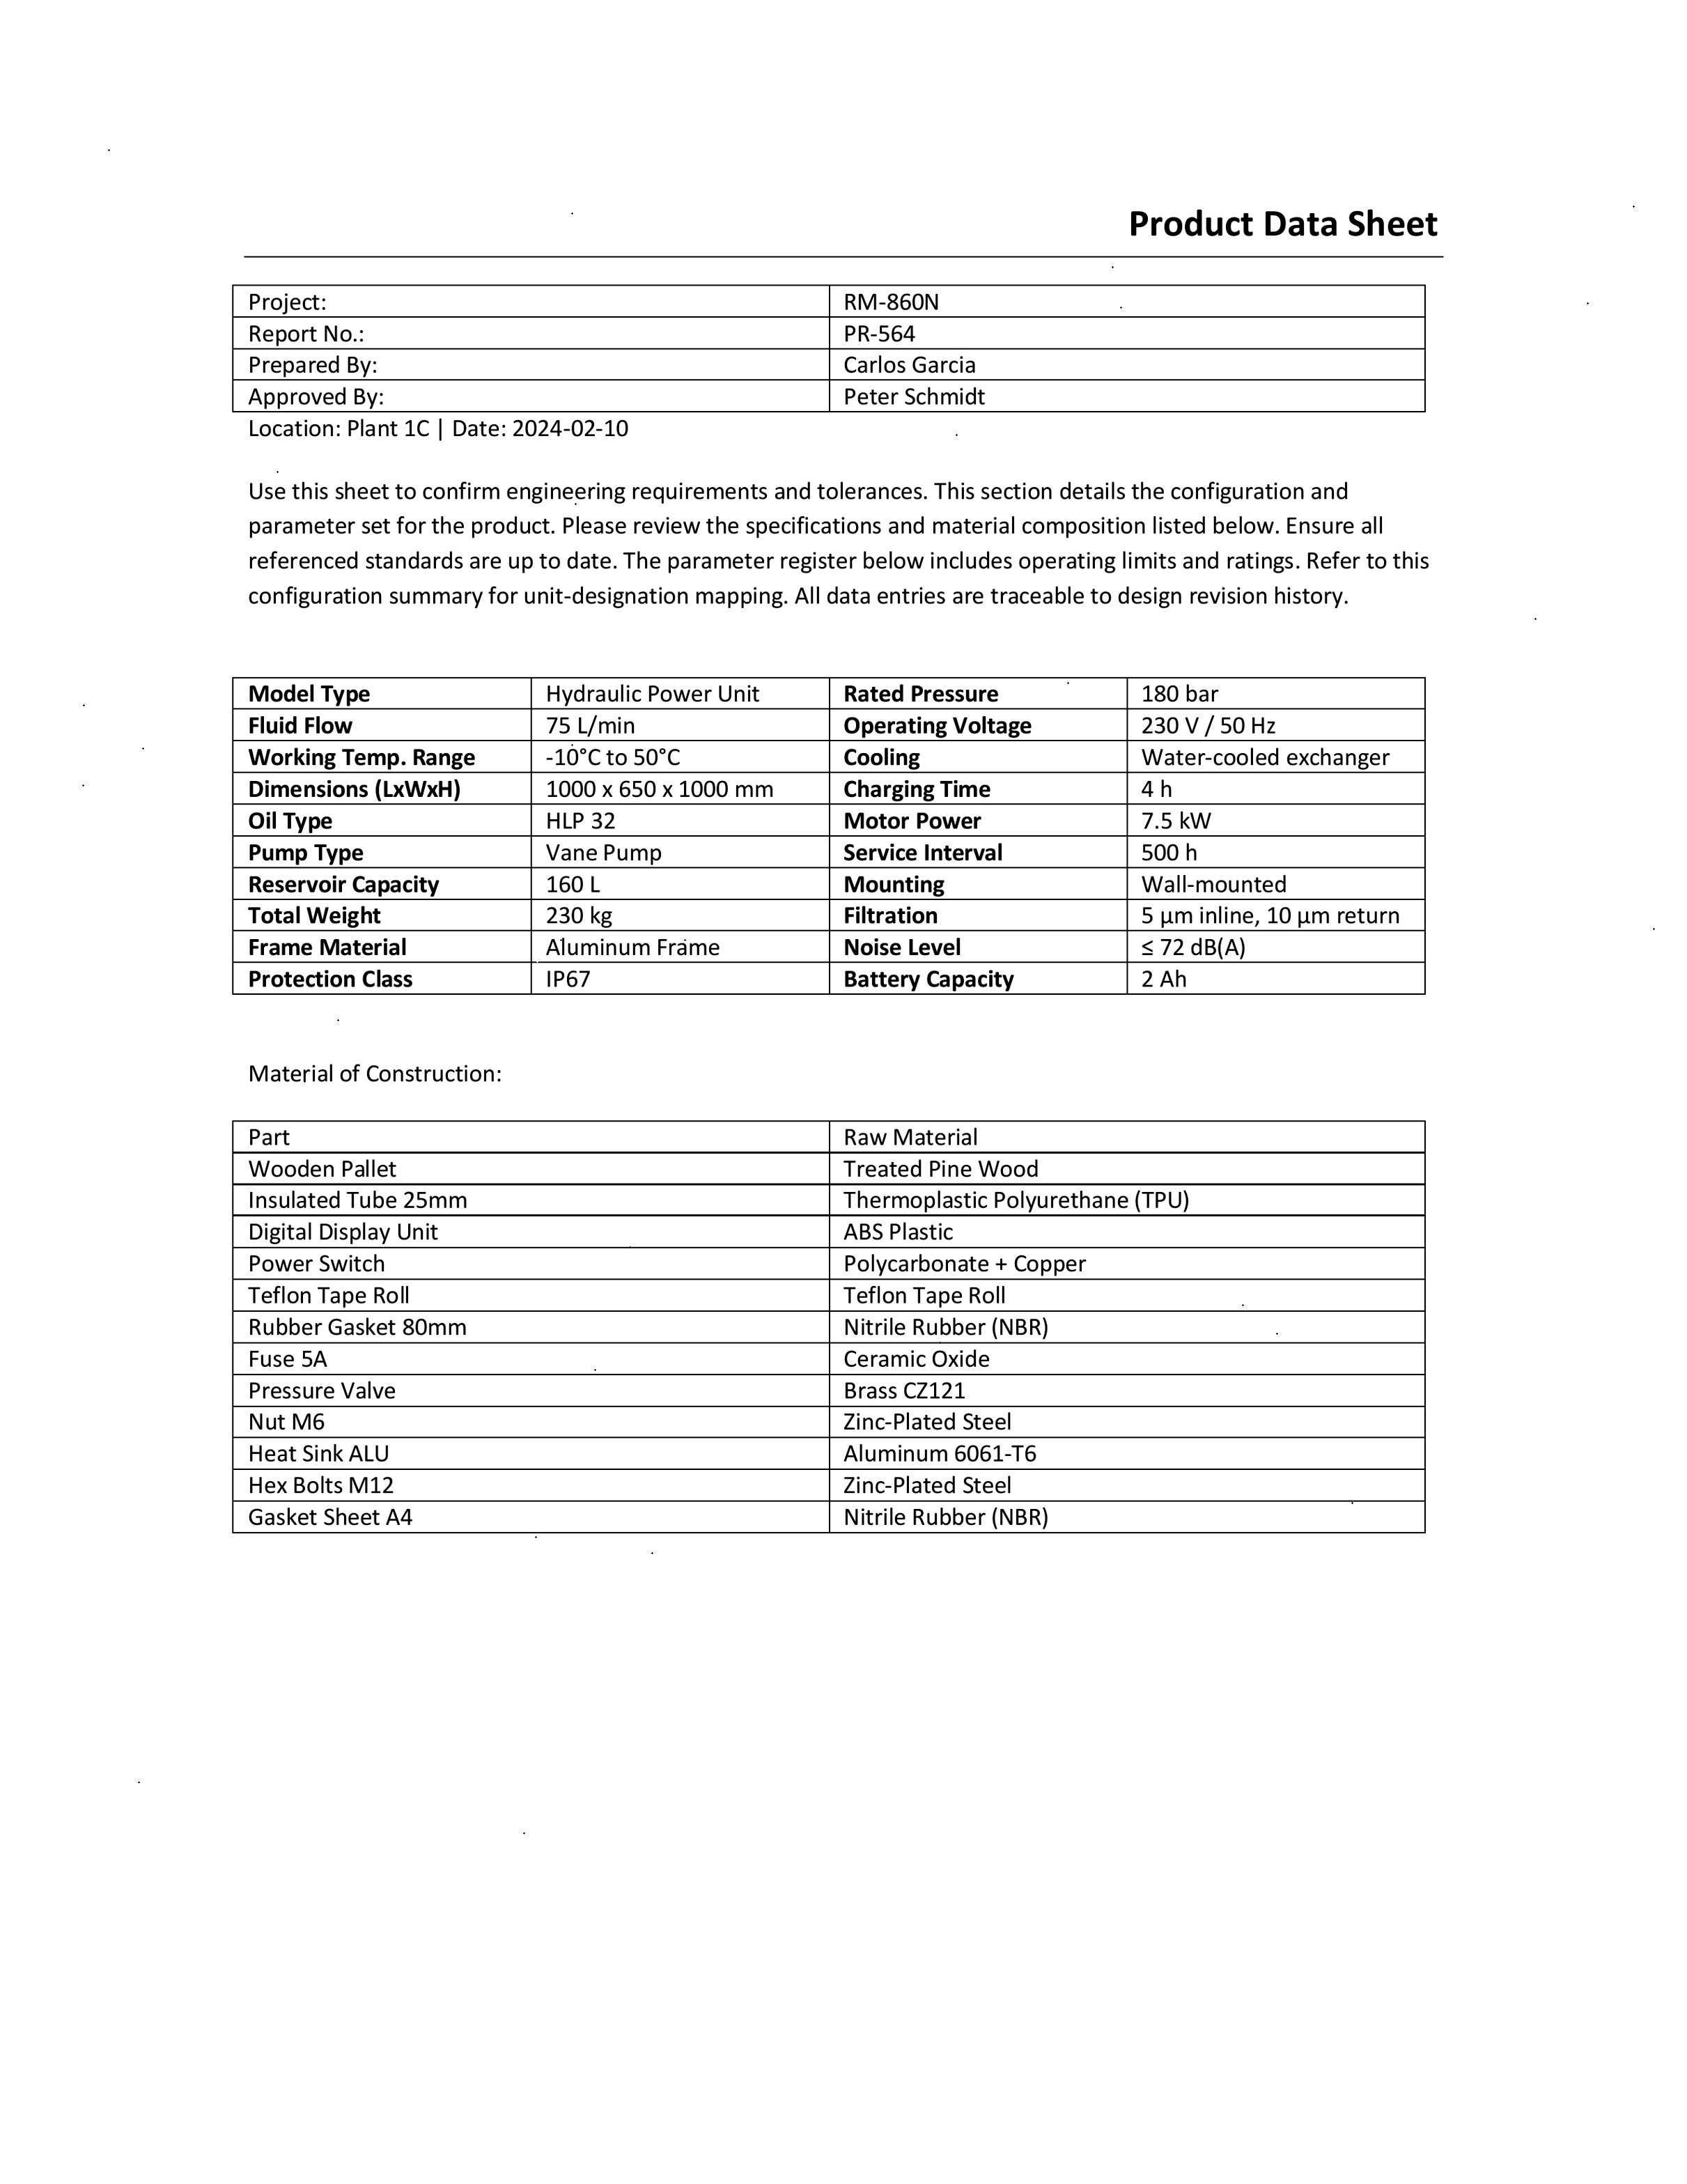 Product Data Sheet
Project: RM-860N
Report No.: PR-564
Prepared By: Carlos Garcia
Approved By: Peter Schmidt
Location: Plant 1C | Date: 2024-02-10
Use this sheet to confirm engineering requirements and tolerances. This section details the configuration and
parameter set for the product. Please review the specifications and material composition listed below. Ensure all
referenced standards are up to date. The parameter register below includes operating limits and ratings. Refer to this
configuration summary for unit-designation mapping. All data entries are traceable to design revision history.
Model Type Hydraulic Power Unit Rated Pressure 180 bar
Fluid Flow 75 L/min Operating Voltage 230 V / 50 Hz
Working Temp. Range -10°C to 50°C Cooling Water-cooled exchanger
Dimensions (LxWxH) 1000 x 650 x 1000 mm Charging Time 4 h
Oil Type HLP 32 Motor Power 7.5 kW
Pump Type Vane Pump Service Interval 500 h
Reservoir Capacity 160 L Mounting Wall-mounted
Total Weight 230 kg Filtration 5 µm inline, 10 µm return
Frame Material Aluminum Frame Noise Level ≤ 72 dB(A)
Protection Class IP67 Battery Capacity 2 Ah
Material of Construction:
Part Raw Material
Wooden Pallet Treated Pine Wood
Insulated Tube 25mm Thermoplastic Polyurethane (TPU)
Digital Display Unit ABS Plastic
Power Switch Polycarbonate + Copper
Teflon Tape Roll Teflon Tape Roll
Rubber Gasket 80mm Nitrile Rubber (NBR)
Fuse 5A Ceramic Oxide
Pressure Valve Brass CZ121
Nut M6 Zinc-Plated Steel
Heat Sink ALU Aluminum 6061-T6
Hex Bolts M12 Zinc-Plated Steel
Gasket Sheet A4 Nitrile Rubber (NBR)